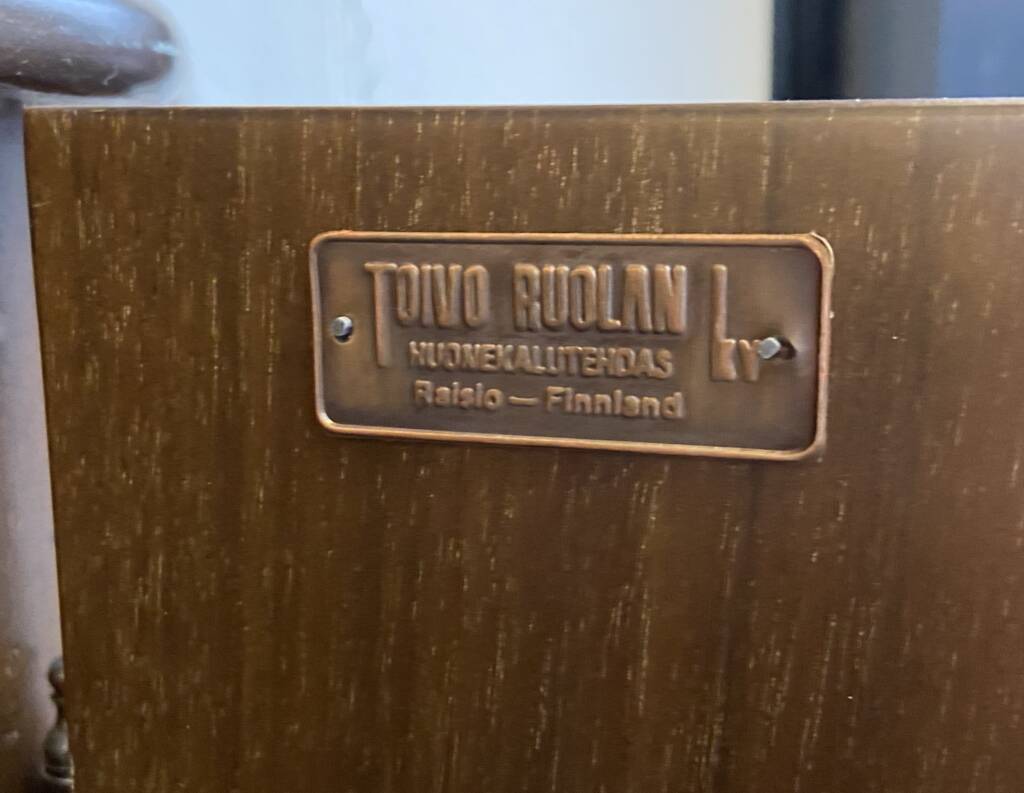 TOIVO RUOLAN L
KY
HUONEKALUTEHDAS
Raisio — Finnland